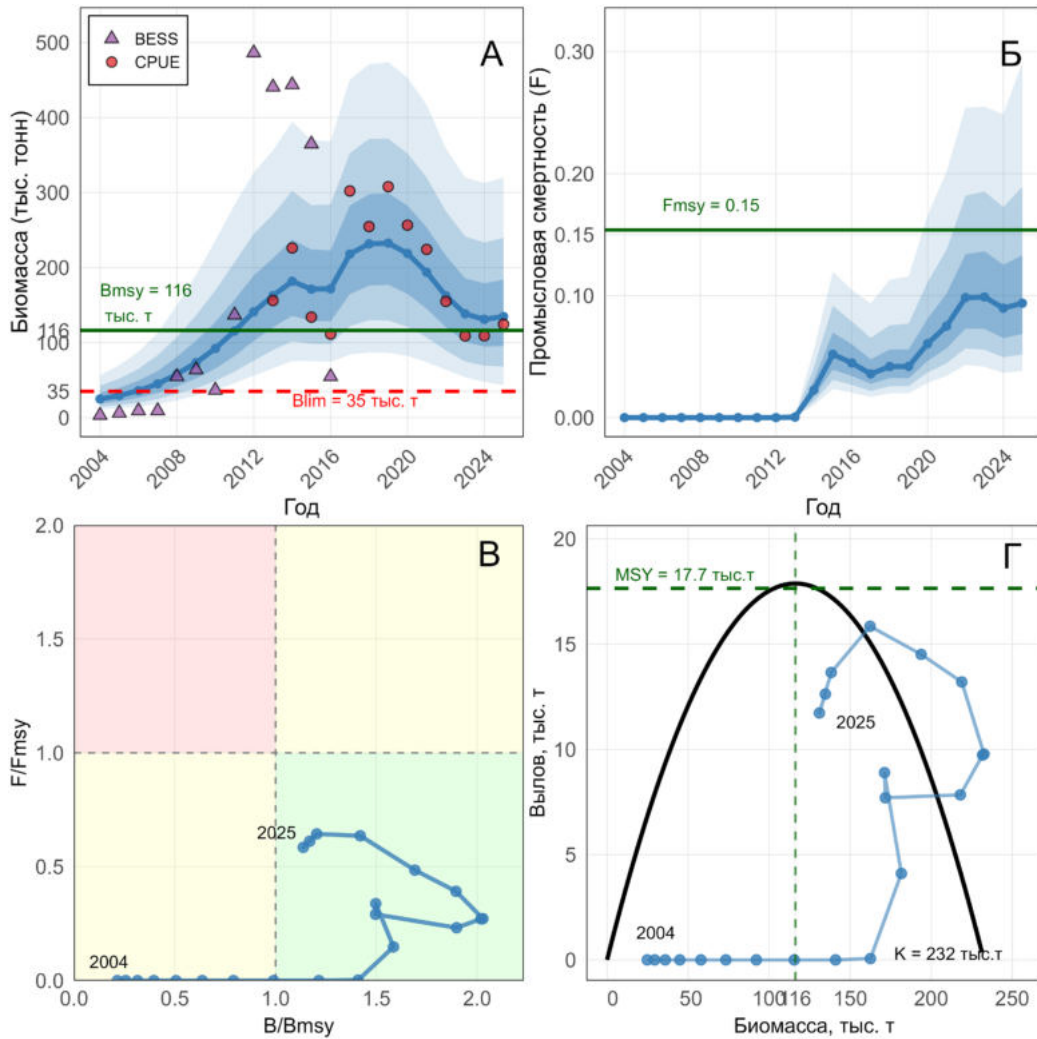 А
BESS
CPUE
Биомасса (тыс. тонн)
500
400
300
200
116
100
35
0
Bmsy = 116
тыс. т
Blim = 35 тыс. т
2004
2008
2012
2016
2020
2024
Год
Б
Промысловая смертность (F)
0.30
0.20
0.15
0.10
0.00
Fmsy = 0.15
2004
2008
2012
2016
2020
2024
Год
В
F/Fmsy
2.0
1.5
1.0
0.5
0.0
2025
2004
0.0
0.5
1.0
1.5
2.0
B/Bmsy
Г
Вылов, тыс. т
20
15
10
5
0
MSY = 17.7 тыс.т
2025
2004
K = 232 тыс.т
0
50
100
116
150
200
250
Биомасса, тыс. т